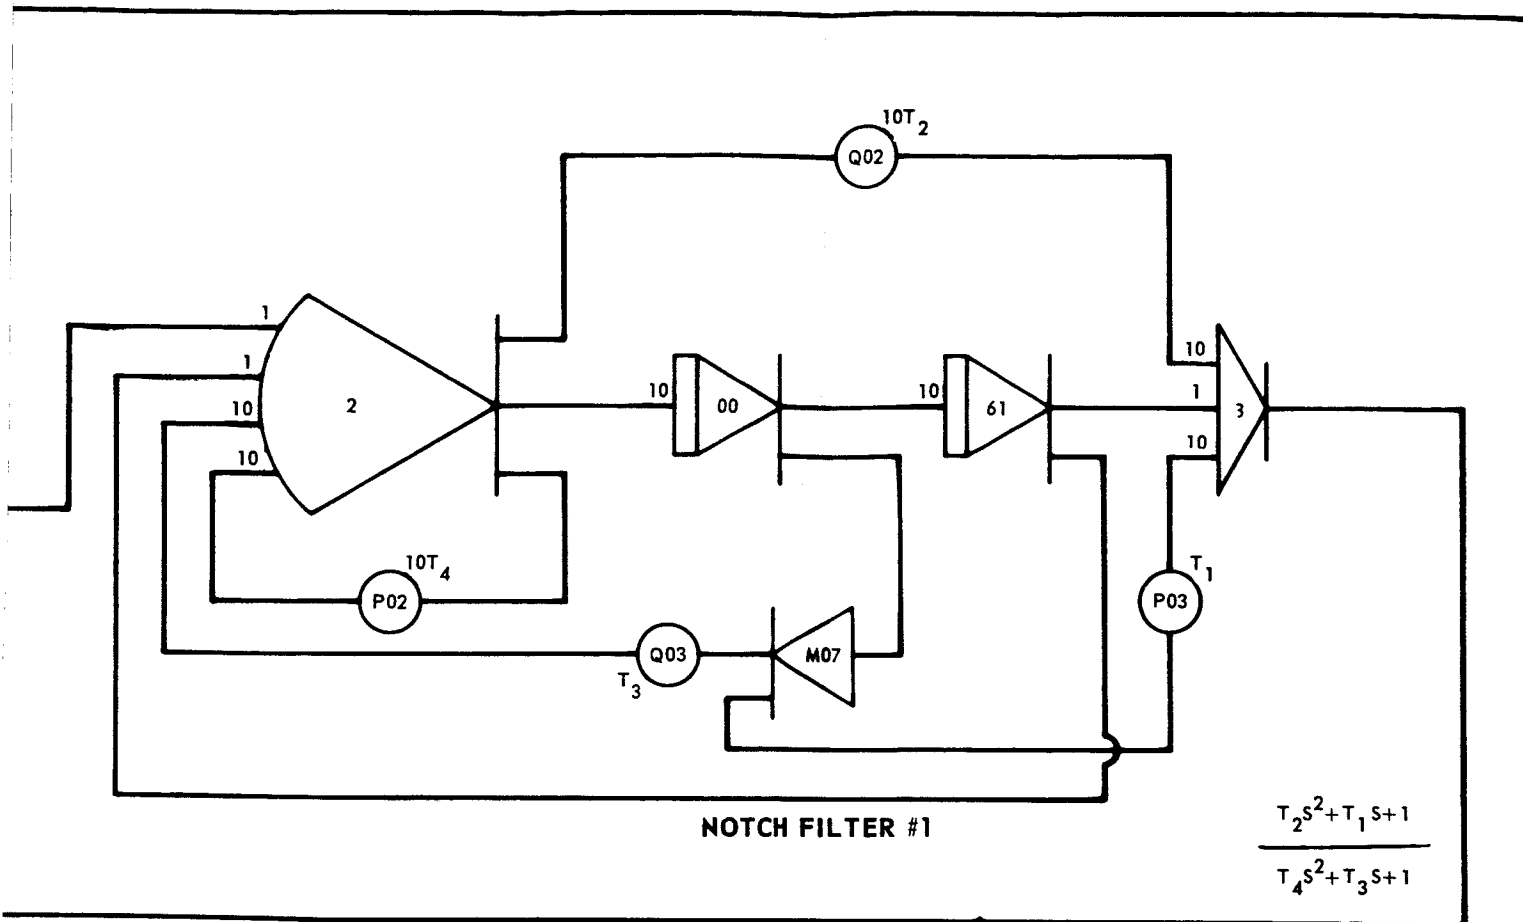 10T2
Q02
1
1
10
10
2
10
00
10
61
10
1
10
3
10T4
P02
T3
Q03
M07
T1
P03
NOTCH FILTER #1
T2S²+T1S+1
T4S²+T3S+1